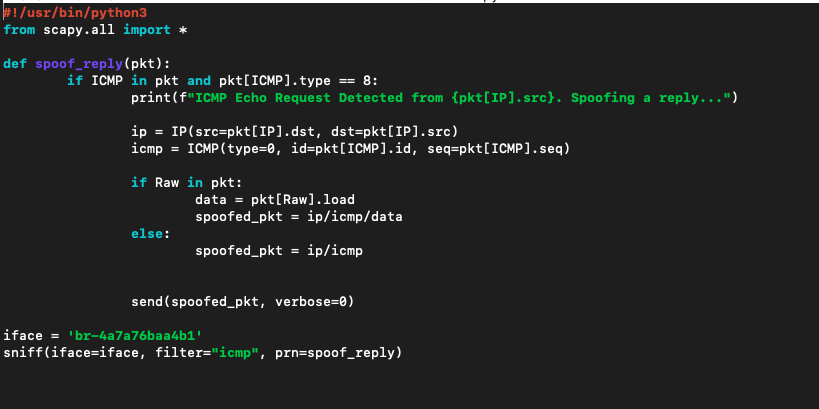 #!/usr/bin/python3
from scapy.all import *

def spoof_reply(pkt):
        if ICMP in pkt and pkt[ICMP].type == 8:
                print(f"ICMP Echo Request Detected from {pkt[IP].src}. Spoofing a reply...")

                ip = IP(src=pkt[IP].dst, dst=pkt[IP].src)
                icmp = ICMP(type=0, id=pkt[ICMP].id, seq=pkt[ICMP].seq)

                if Raw in pkt:
                        data = pkt[Raw].load
                        spoofed_pkt = ip/icmp/data
                else:
                        spoofed_pkt = ip/icmp


                send(spoofed_pkt, verbose=0)

iface = 'br-4a7a76baa4b1'
sniff(iface=iface, filter="icmp", prn=spoof_reply)